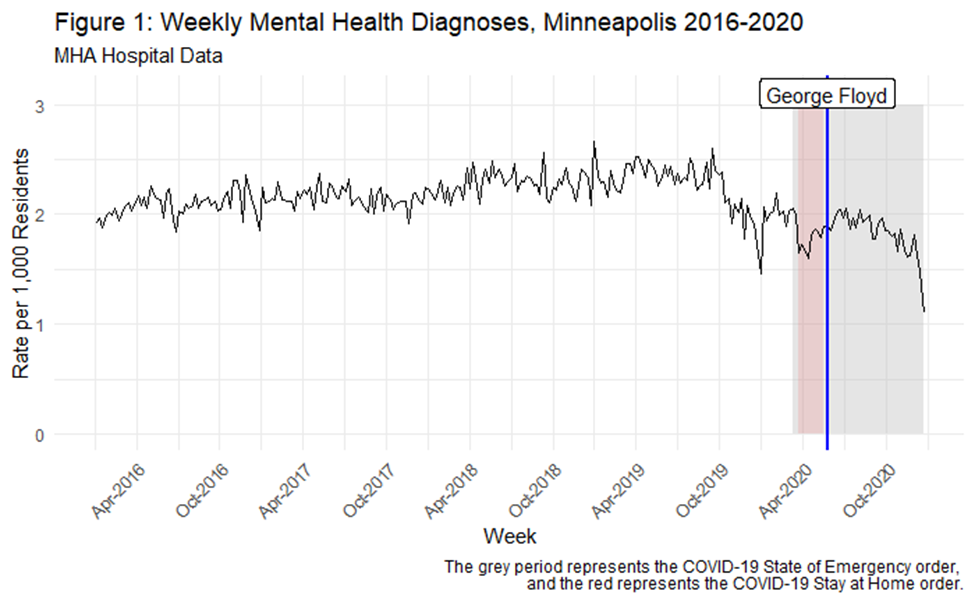 Figure 1: Weekly Mental Health Diagnoses, Minneapolis 2016-2020
MHA Hospital Data
George Floyd
Rate per 1,000 Residents
3
2
1
0
Apr-2016
Oct-2016
Apr-2017
Oct-2017
Apr-2018
Oct-2018
Apr-2019
Oct-2019
Apr-2020
Oct-2020
Week
The grey period represents the COVID-19 State of Emergency order,
and the red represents the COVID-19 Stay at Home order.